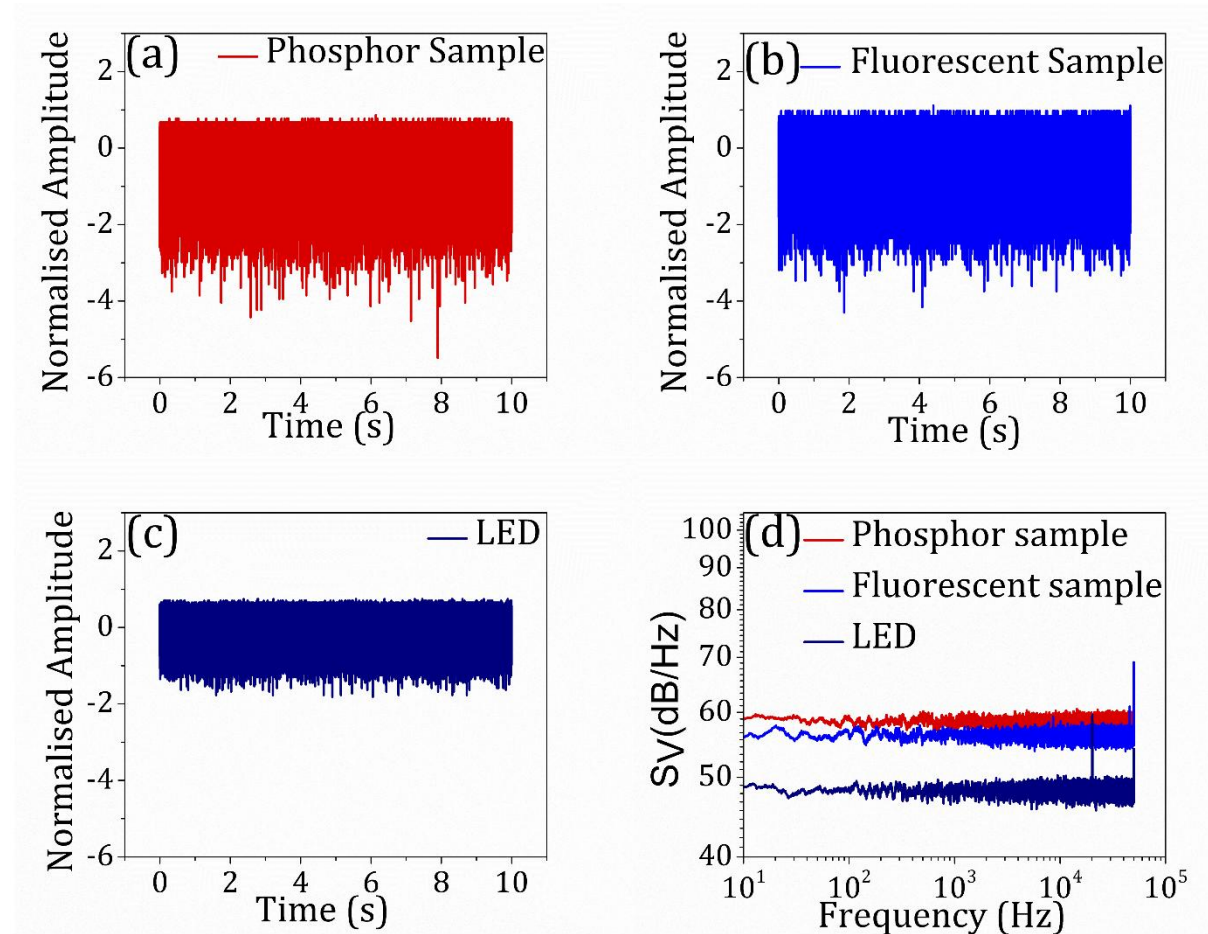 (a) Phosphor Sample
2
0
-2
-4
-6
Normalised Amplitude
0 2 4 6 8 10
Time (s)
(b) Fluorescent Sample
2
0
-2
-4
-6
Normalised Amplitude
0 2 4 6 8 10
Time (s)
(c) LED
2
0
-2
-4
-6
Normalised Amplitude
0 2 4 6 8 10
Time (s)
(d) Phosphor sample
Fluorescent sample
LED
100
90
80
70
60
50
40
SV(dB/Hz)
10¹ 10² 10³ 10⁴ 10⁵
Frequency (Hz)